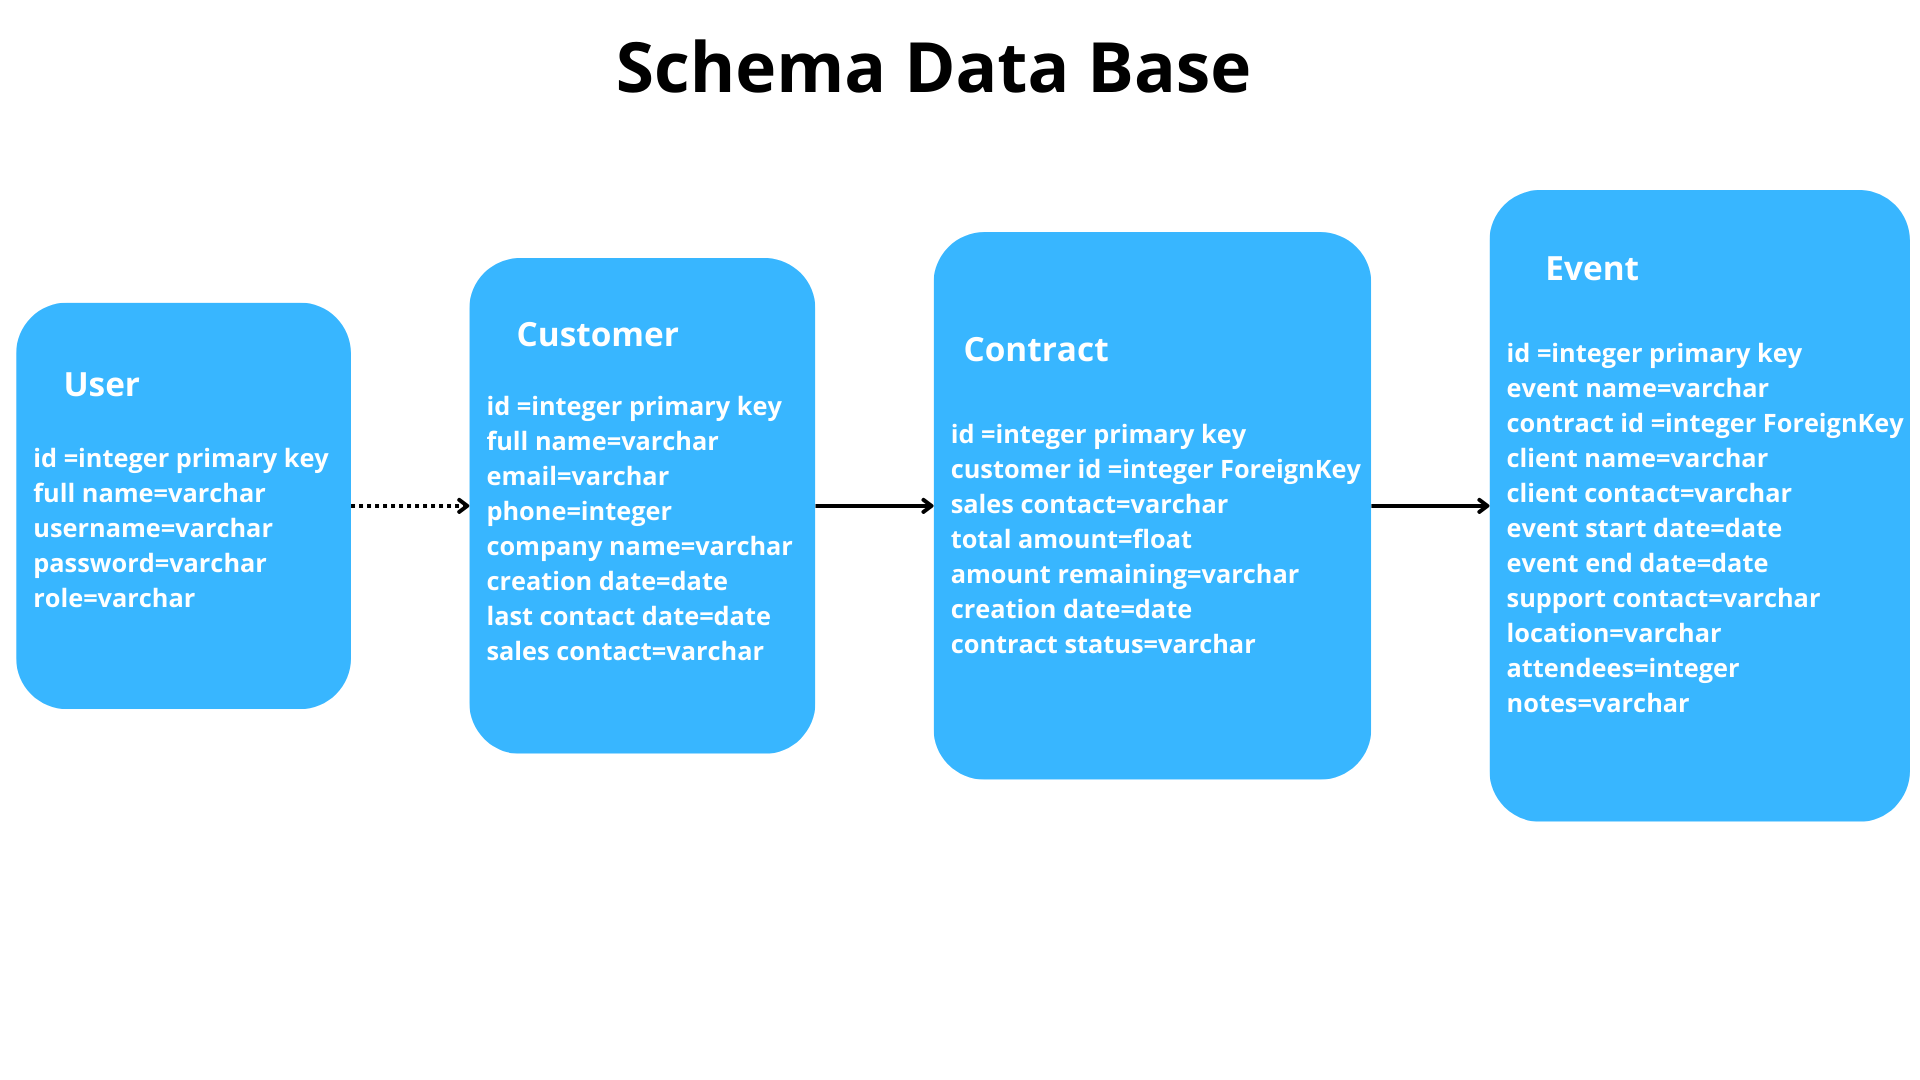 Schema Data Base
User
id =integer primary key
full name=varchar
username=varchar
password=varchar
role=varchar
Customer
id =integer primary key
full name=varchar
email=varchar
phone=integer
company name=varchar
creation date=date
last contact date=date
sales contact=varchar
Contract
id =integer primary key
customer id =integer ForeignKey
sales contact=varchar
total amount=float
amount remaining=varchar
creation date=date
contract status=varchar
Event
id =integer primary key
event name=varchar
contract id =integer ForeignKey
client name=varchar
client contact=varchar
event start date=date
event end date=date
support contact=varchar
location=varchar
attendees=integer
notes=varchar